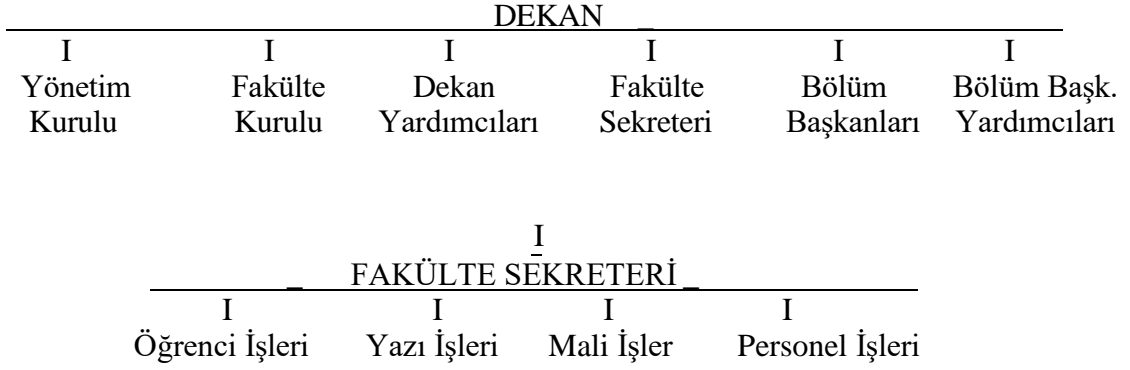 DEKAN _
I I I I I I
Yönetim Fakülte Dekan Fakülte Bölüm Bölüm Başk.
Kurulu Kurulu Yardımcıları Sekreteri Başkanları Yardımcıları
I
_ FAKÜLTE SEKRETERİ _
I I I I
Öğrenci İşleri Yazı İşleri Mali İşler Personel İşleri